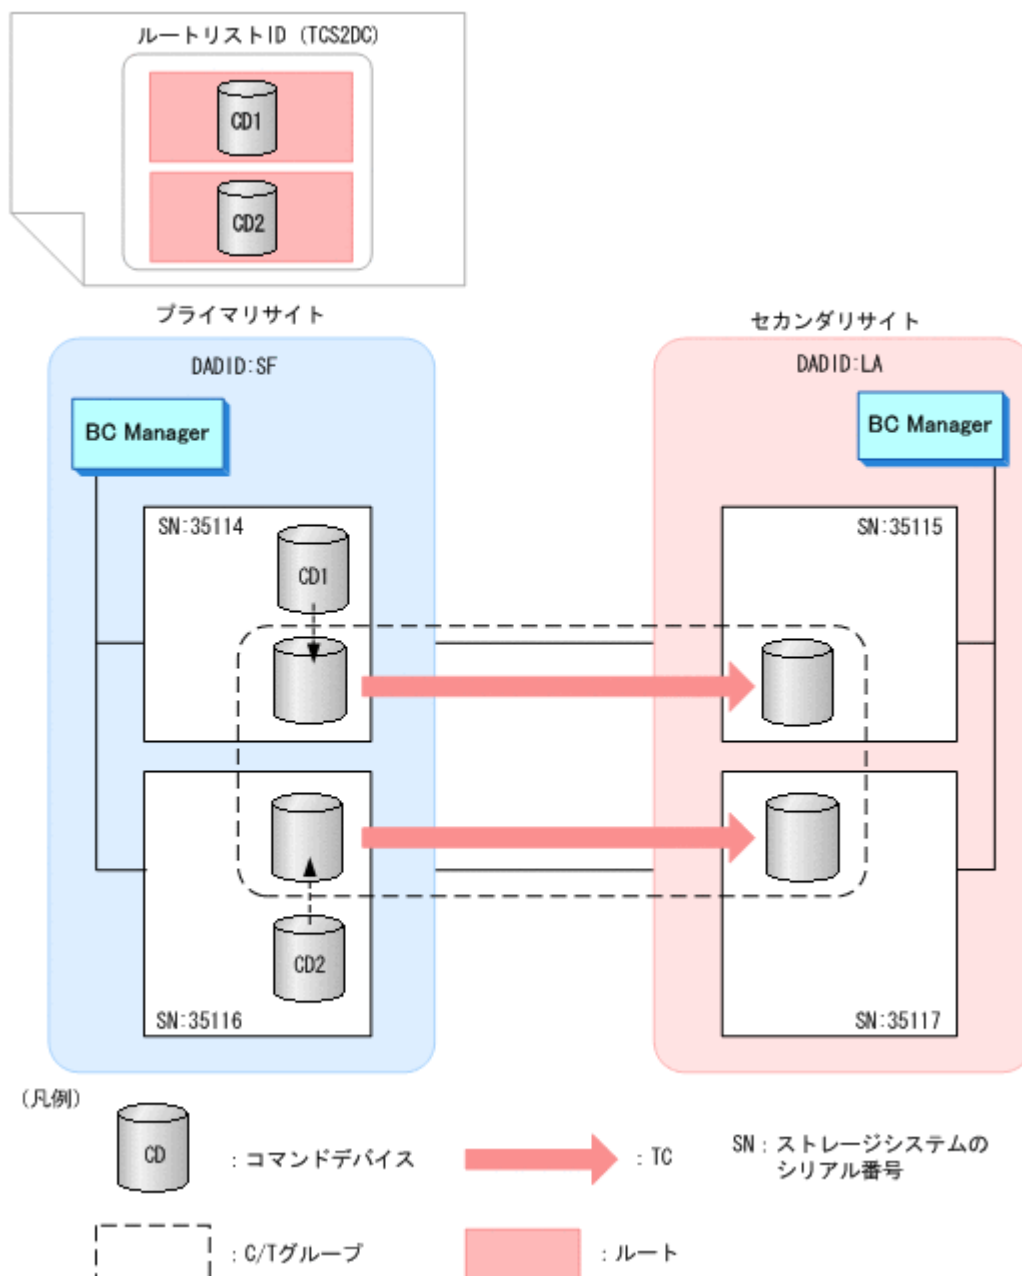 ルートリストID (TCS2DC)
CD1
CD2
プライマリサイト
セカンダリサイト
DADID:SF
DADID:LA
BC Manager
BC Manager
SN:35114
SN:35115
CD1
CD2
SN:35116
SN:35117
(凡例)
CD
:コマンドデバイス
:TC
SN:ストレージシステムの
シリアル番号
:C/Tグループ
:ルート